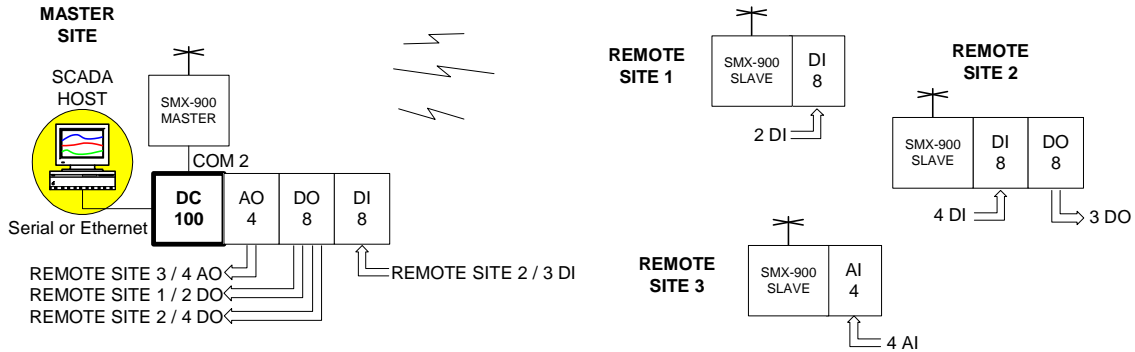 MASTER
SITE
SCADA
HOST
SMX-900
MASTER
COM 2
DC
100
AO
4
DO
8
DI
8
Serial or Ethernet
REMOTE SITE 3 / 4 AO
REMOTE SITE 1 / 2 DO
REMOTE SITE 2 / 4 DO
REMOTE SITE 2 / 3 DI
REMOTE
SITE 1
SMX-900
SLAVE
DI
8
2 DI
REMOTE
SITE 2
SMX-900
SLAVE
DI
8
DO
8
4 DI
3 DO
REMOTE
SITE 3
SMX-900
SLAVE
AI
4
4 AI